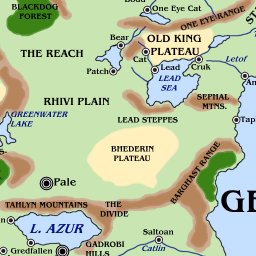 BLACKDOG
FOREST
One Eye Cat
ONE EYE RANGE
Bear
OLD KING
PLATEAU
THE REACH
Cat
Cruk
Letof
Patch
Lead
LEAD
SEA
An
RHIVI PLAIN
SEPHAL
MTNS.
GREENWATER
LAKE
LEAD STEPPES
Tap
BHEDERIN
PLATEAU
BARGHAST RANGE
Pale
GE
TAHLYN MOUNTAINS
THE
DIVIDE
L. AZUR
Saltoan
GADROBI
HILLS
Gredfallen
Catlin